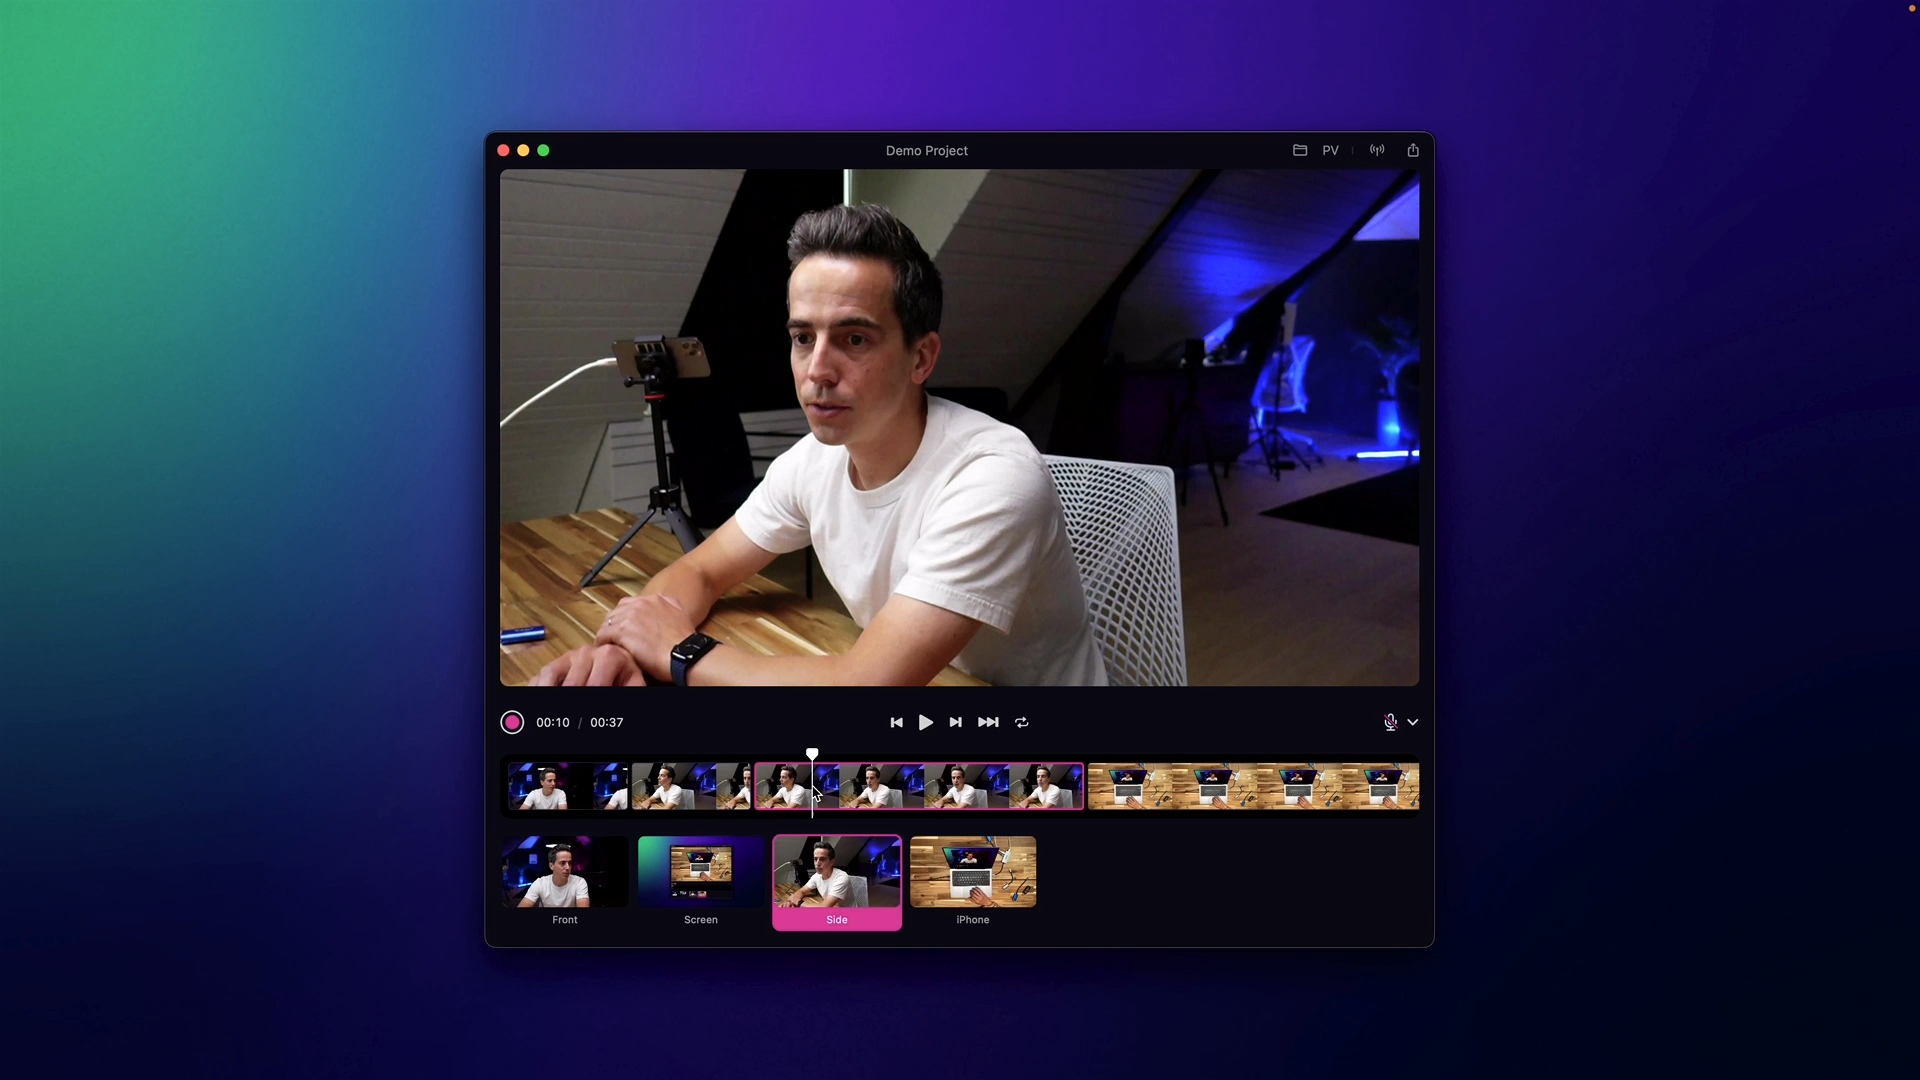 Demo Project
PV
00:10 / 00:37
Front
Screen
Side
iPhone